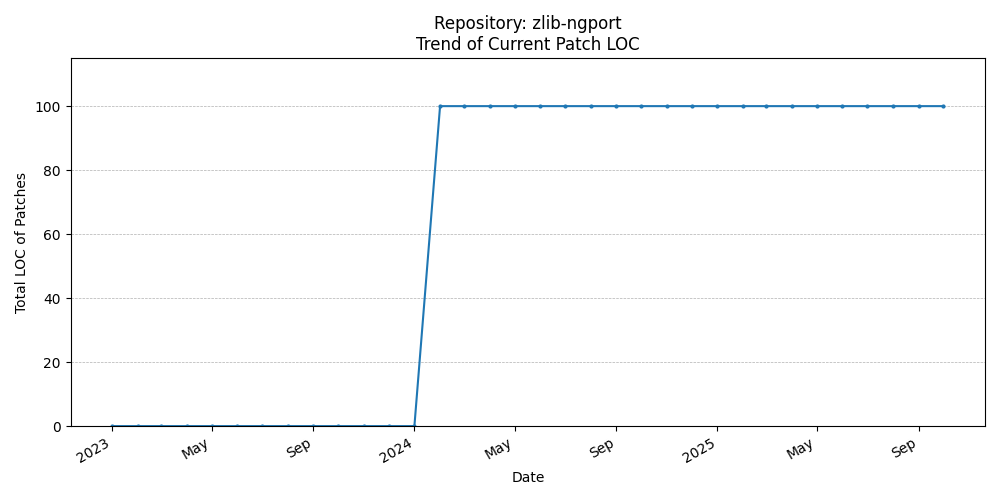 Repository: zlib-ngport
Trend of Current Patch LOC
Total LOC of Patches
100
80
60
40
20
0
2023
May
Sep
2024
May
Sep
2025
May
Sep
Date